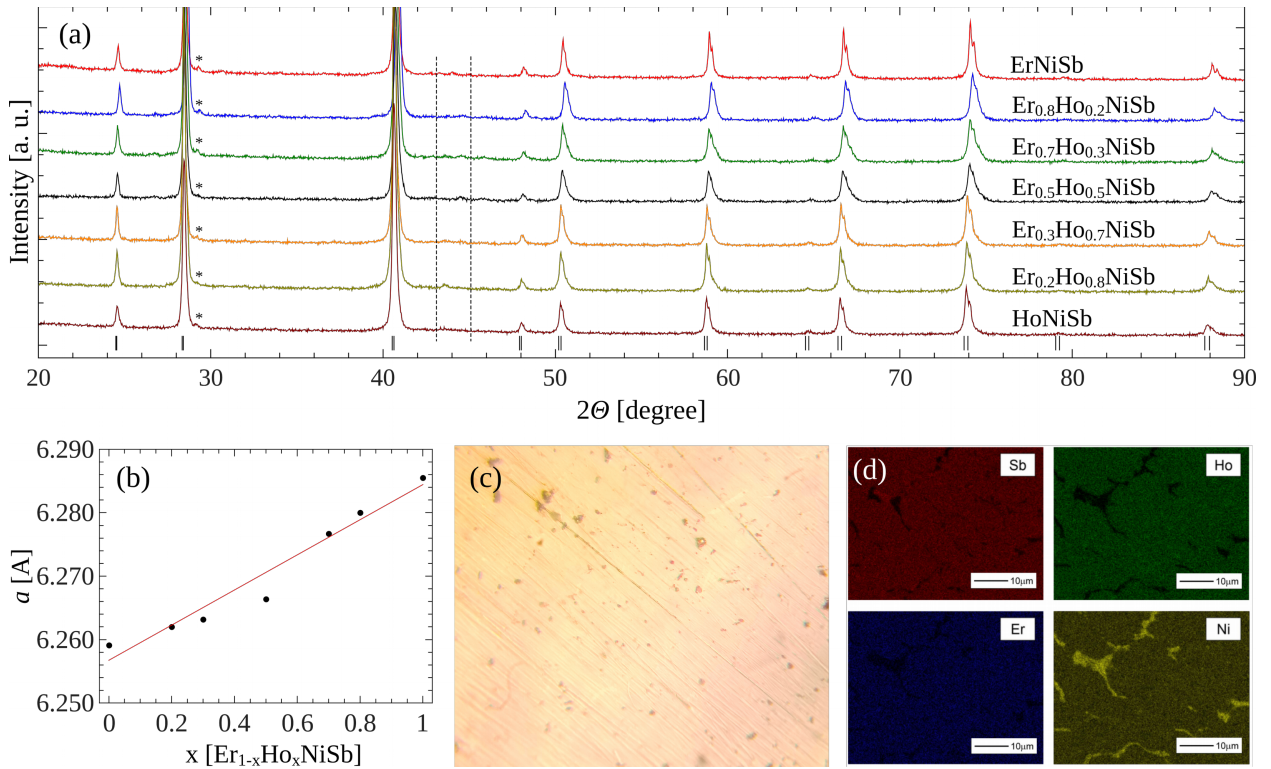 (a)
Intensity [a. u.]
* ErNiSb
* Er₀.₈Ho₀.₂NiSb
* Er₀.₇Ho₀.₃NiSb
* Er₀.₅Ho₀.₅NiSb
* Er₀.₃Ho₀.₇NiSb
* Er₀.₂Ho₀.₈NiSb
* HoNiSb
20 30 40 50 60 70 80 90
2Θ [degree]
(b)
a [A]
6.290
6.280
6.270
6.260
6.250
0 0.2 0.4 0.6 0.8 1
x [Er₁₋ₓHoₓNiSb]
(c)
(d)
Sb
10μm
Ho
10μm
Er
10μm
Ni
10μm